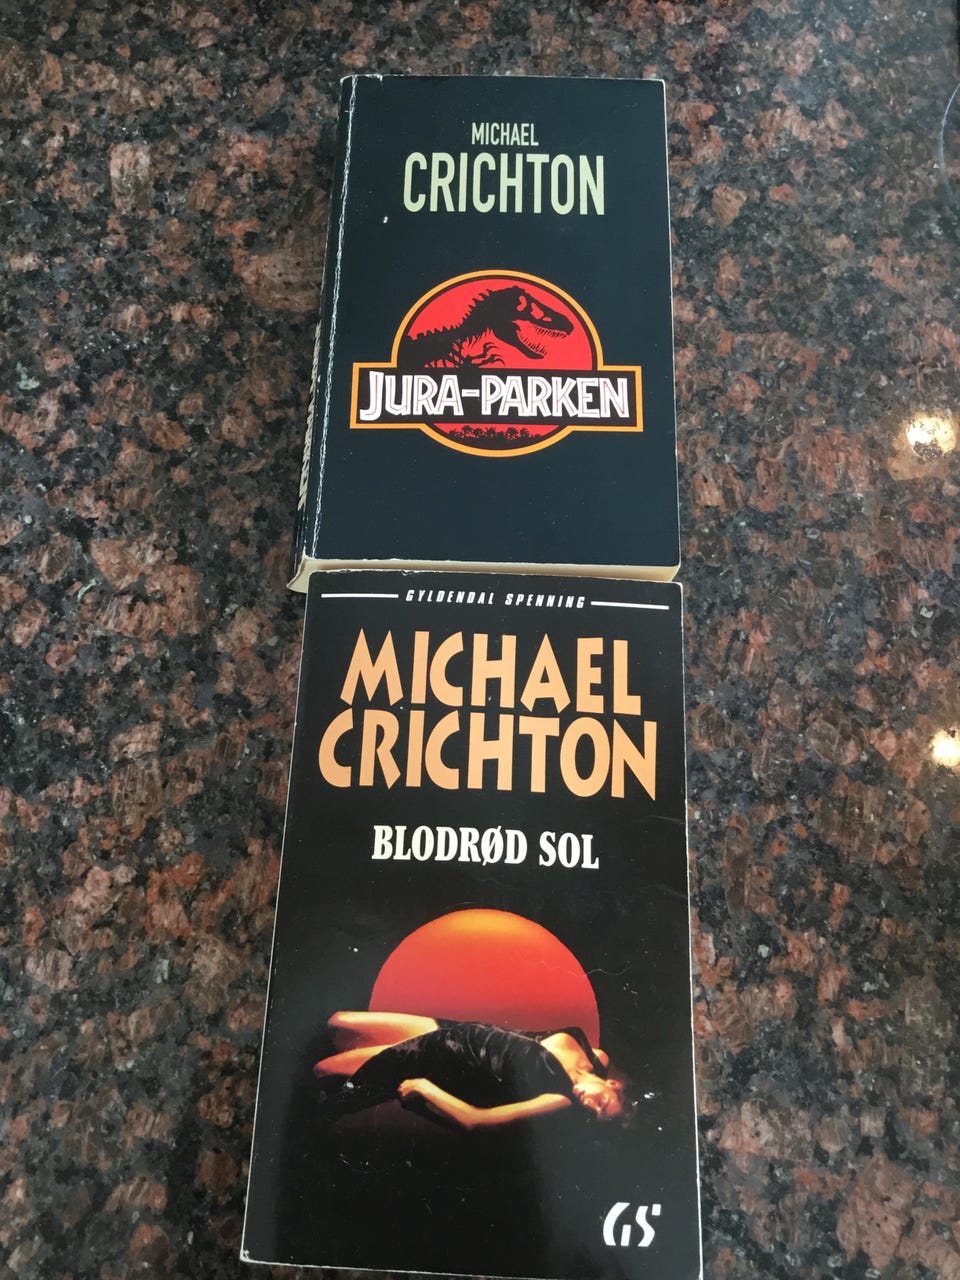 MICHAEL
CRICHTON
JURA-PARKEN
GYLDENDAL SPENNING
MICHAEL
CRICHTON
BLODRØD SOL
GS